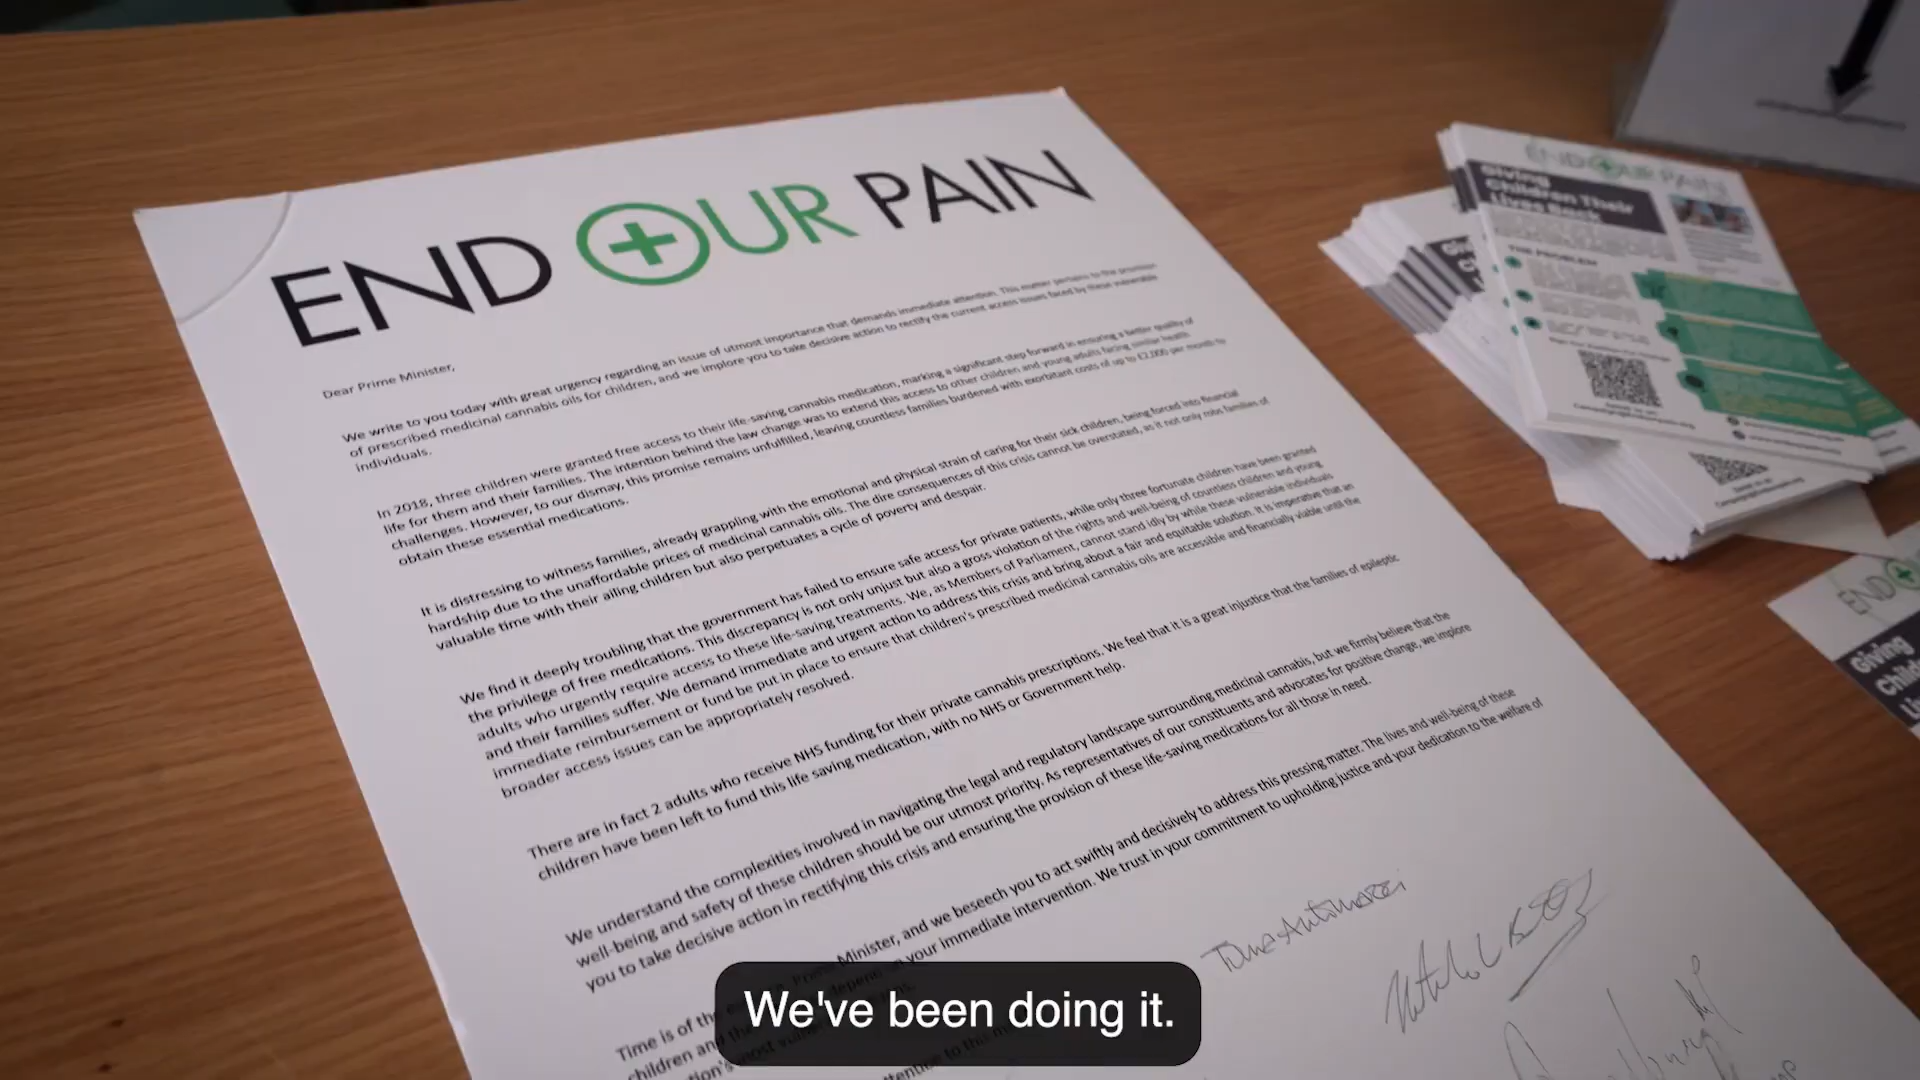 END OUR PAIN
Dear Prime Minister,
We write to you today with great urgency regarding an issue of utmost importance that demands immediate attention. This matter pertains to the provision
of prescribed medicinal cannabis oils for children, and we implore you to take decisive action to rectify the current access issues faced by these vulnerable
individuals.
In 2018, three children were granted free access to their life-saving cannabis medication, marking a significant step forward in ensuring a better quality of
life for them and their families. The intention behind the law change was to extend this access to other children and young adults facing similar health
challenges. However, to our dismay, this promise remains unfulfilled, leaving countless families burdened with exorbitant costs of up to £2,000 per month to
obtain these essential medications.
It is distressing to witness families, already grappling with the emotional and physical strain of caring for their sick children, being forced into financial
hardship due to the unaffordable prices of medicinal cannabis oils. The dire consequences of this crisis cannot be overstated, as it not only robs families of
valuable time with their ailing children but also perpetuates a cycle of poverty and despair.
We find it deeply troubling that the government has failed to ensure safe access for private patients, while only three fortunate children have been granted
the privilege of free medications. This discrepancy is not only unjust but also a gross violation of the rights and well-being of countless children and young
adults who urgently require access to these life-saving treatments. We, as Members of Parliament, cannot stand idly by while these vulnerable individuals
and their families suffer. We demand immediate and urgent action to address this crisis and bring about a fair and equitable solution. It is imperative that an
immediate reimbursement or fund be put in place to ensure that children's prescribed medicinal cannabis oils are accessible and financially viable until the
broader access issues can be appropriately resolved.
There are in fact 2 adults who receive NHS funding for their private cannabis prescriptions. We feel that it is a great injustice that the families of epileptic
children have been left to fund this life saving medication, with no NHS or Government help.
We understand the complexities involved in navigating the legal and regulatory landscape surrounding medicinal cannabis, but we firmly believe that the
well-being and safety of these children should be our utmost priority. As representatives of our constituents and advocates for positive change, we implore
you to take decisive action in rectifying this crisis and ensuring the provision of these life-saving medications for all those in need.
Time is of the Prime Minister, and we beseech you to act swiftly and decisively to address this pressing matter. The lives and well-being of these
children and depend on your immediate intervention. We trust in your commitment to upholding justice and your dedication to the welfare of
most
END OUR PAIN
Giving
Children Their
Lives Back
THE PROBLEM
END
Giving
We've been doing it.